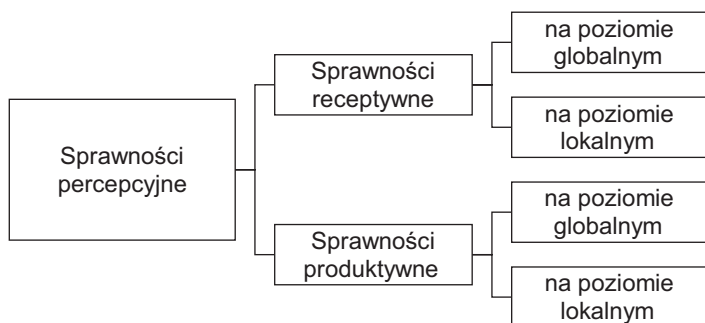 Sprawności
percepcyjne
Sprawności
receptywne
na poziomie
globalnym
na poziomie
lokalnym
Sprawności
produktywne
na poziomie
globalnym
na poziomie
lokalnym